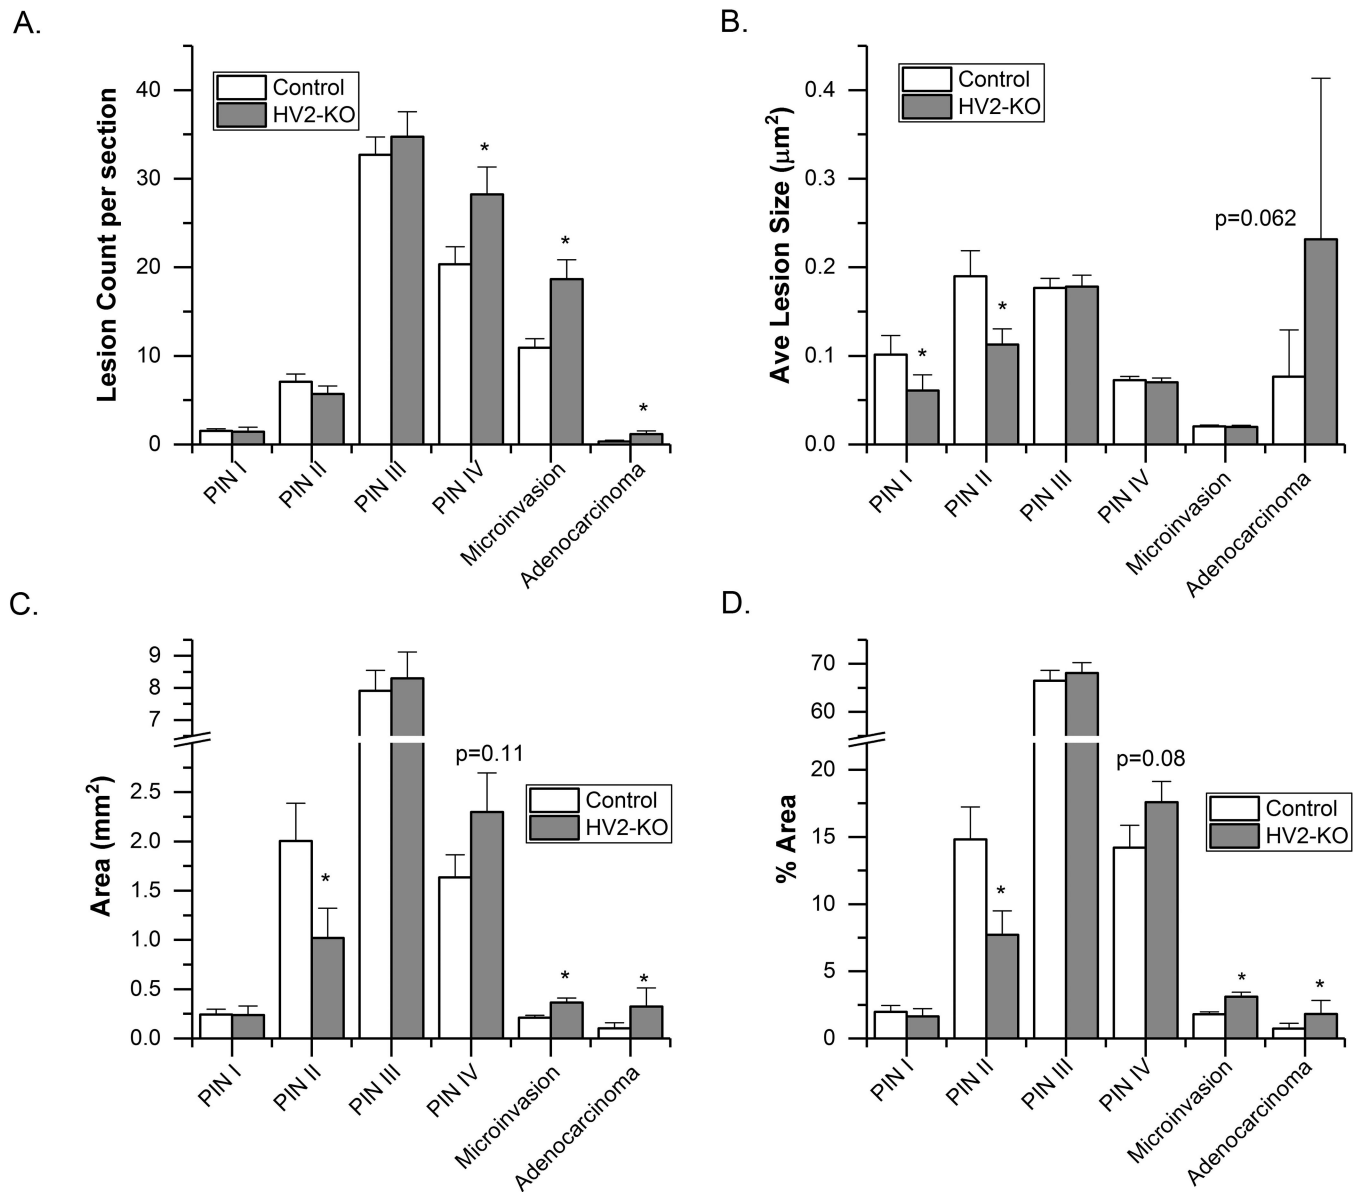 A.
Lesion Count per section
40
30
20
10
0
Control
HV2-KO
*
*
*
PIN I
PIN II
PIN III
PIN IV
Microinvasion
Adenocarcinoma
B.
Ave Lesion Size (μm²)
0.4
0.3
0.2
0.1
0.0
Control
HV2-KO
*
*
p=0.062
PIN I
PIN II
PIN III
PIN IV
Microinvasion
Adenocarcinoma
C.
Area (mm²)
9
8
7
2.5
2.0
1.5
1.0
0.5
0.0
p=0.11
Control
HV2-KO
*
*
*
PIN I
PIN II
PIN III
PIN IV
Microinvasion
Adenocarcinoma
D.
% Area
70
60
20
15
10
5
0
p=0.08
Control
HV2-KO
*
*
*
PIN I
PIN II
PIN III
PIN IV
Microinvasion
Adenocarcinoma